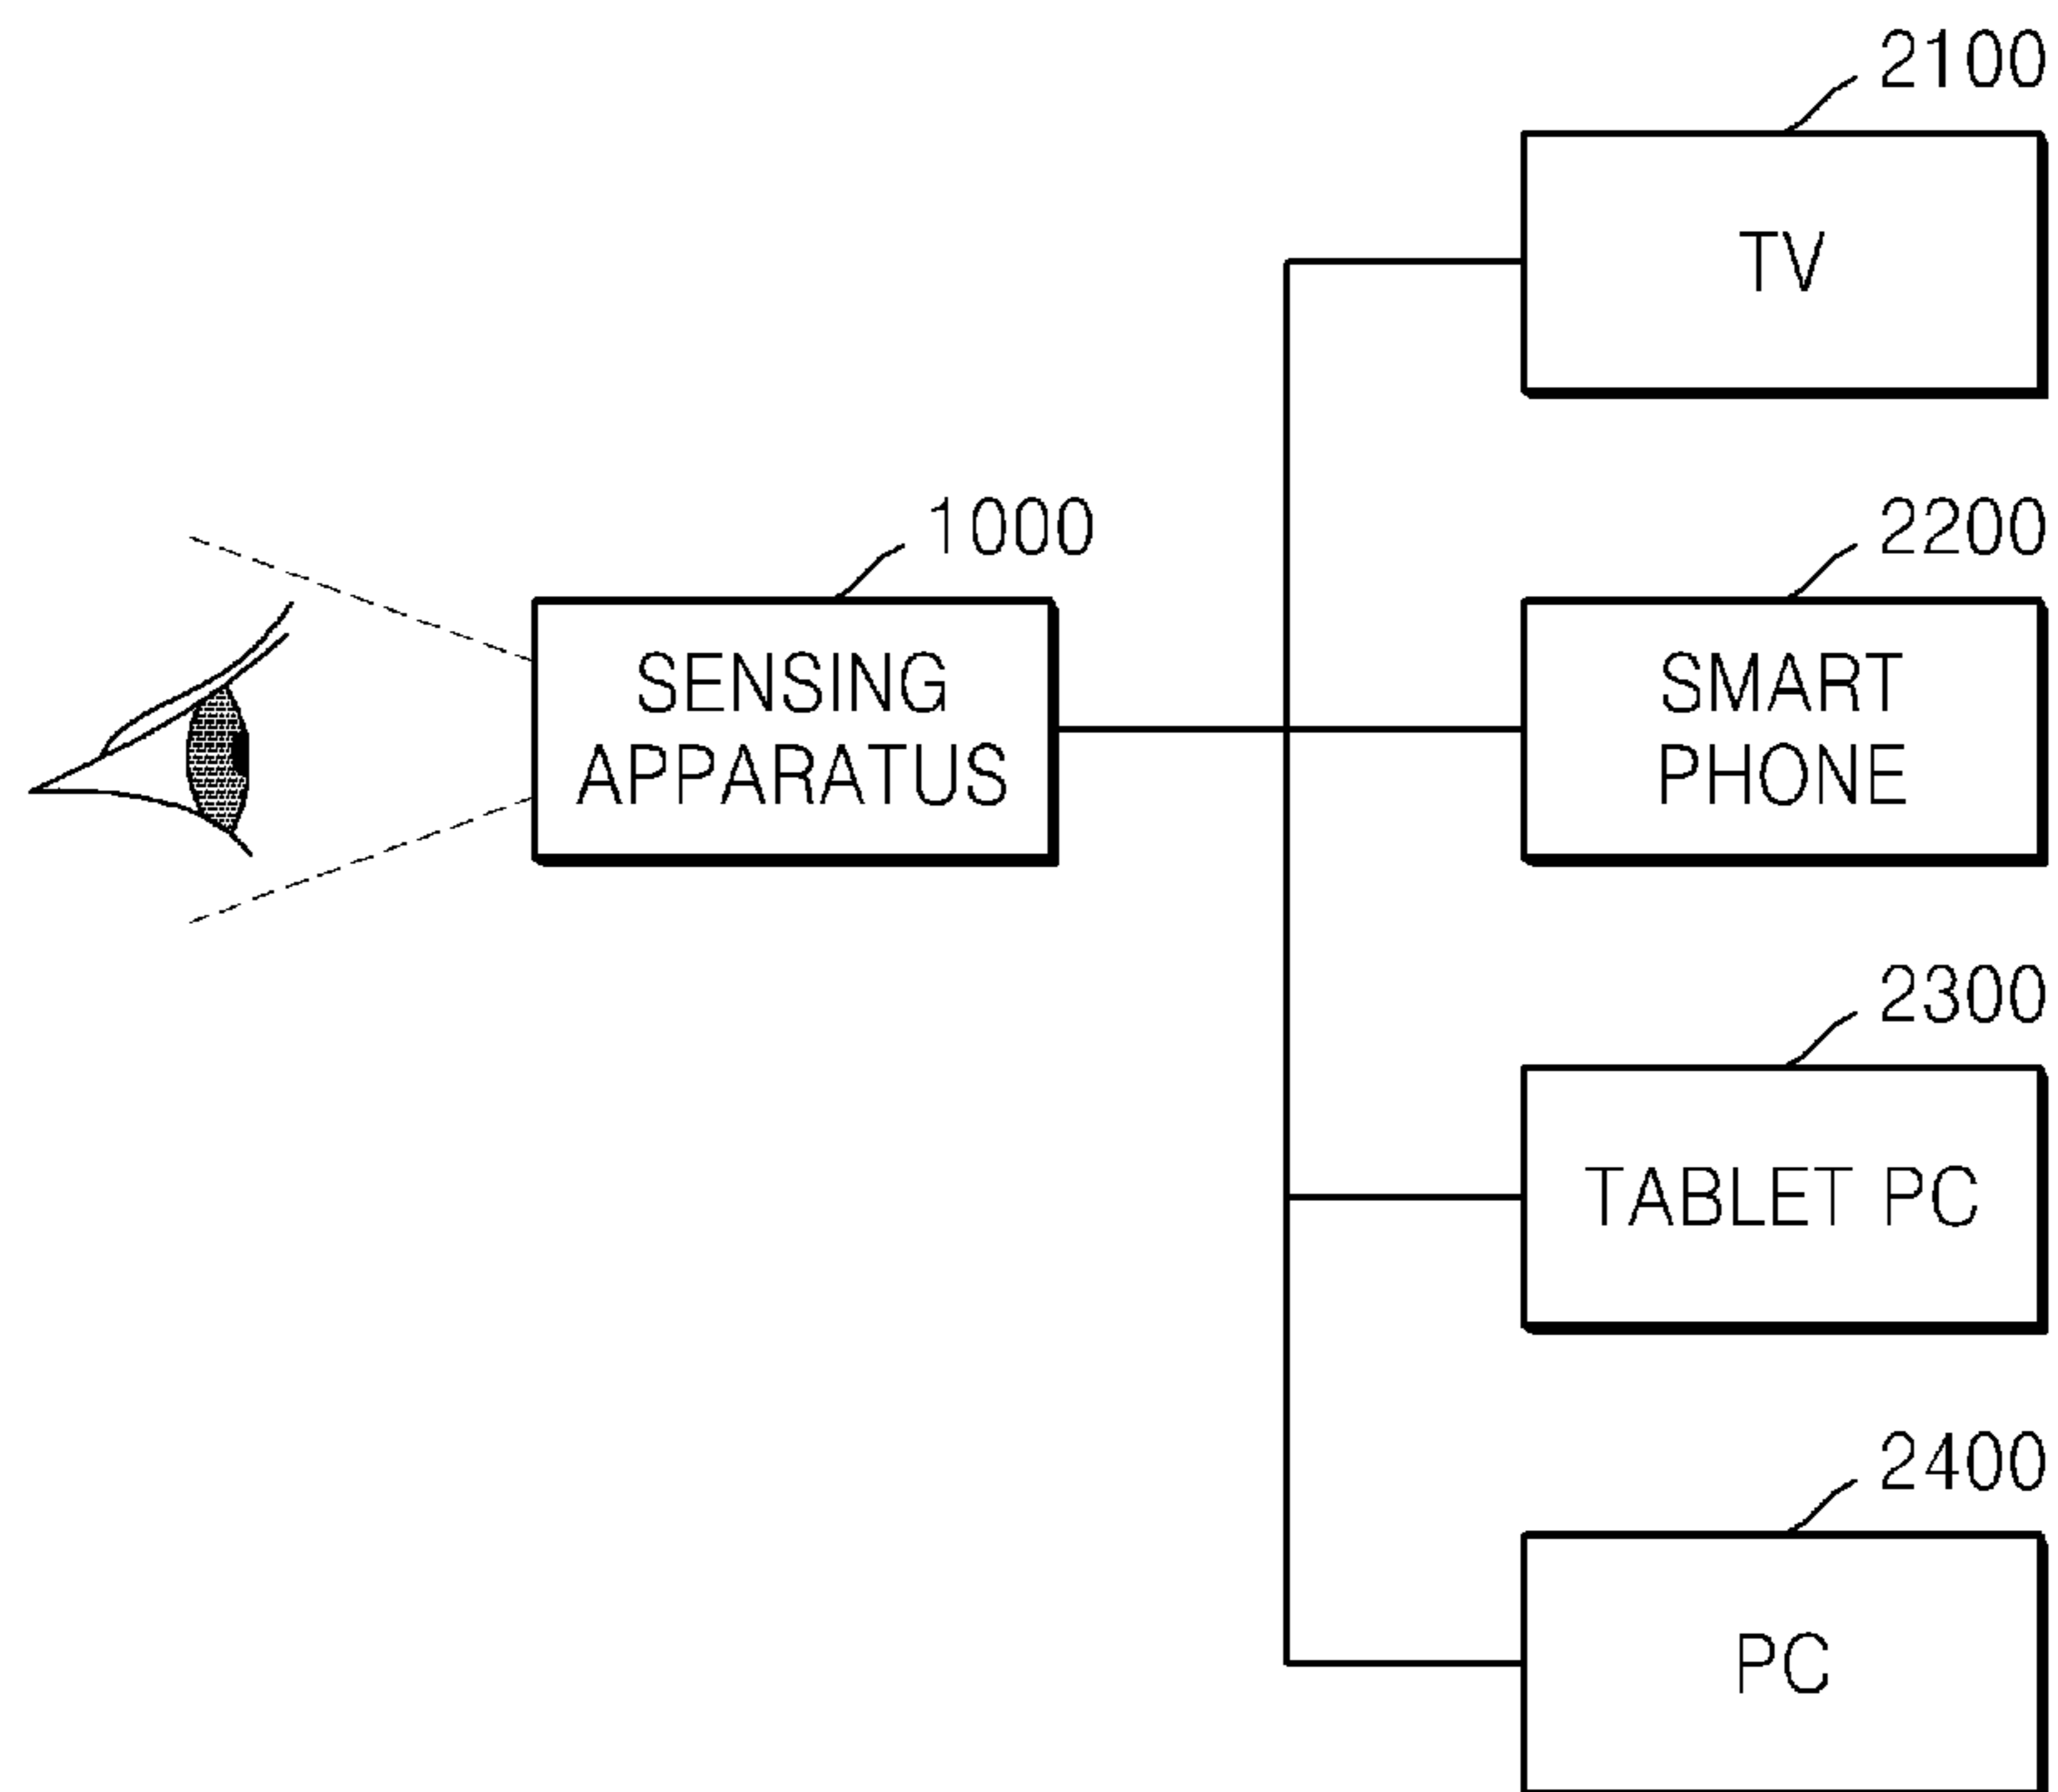 2100
TV
1000
2200
SENSING
APPARATUS
SMART
PHONE
2300
TABLET PC
2400
PC